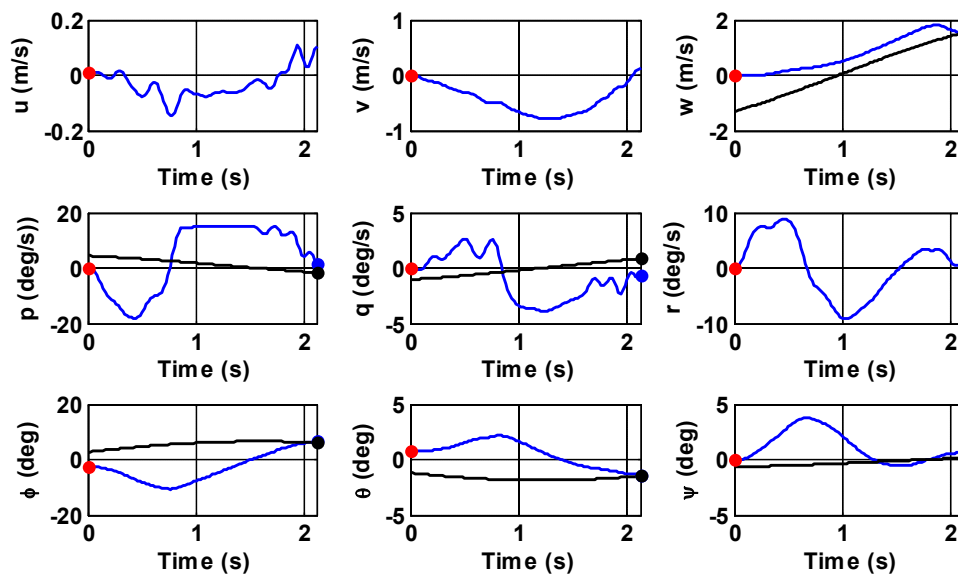 0.2
0
-0.2
u (m/s)
0 1 2
Time (s)
1
0
-1
v (m/s)
0 1 2
Time (s)
2
0
-2
w (m/s)
0 1 2
Time (s)
20
0
-20
p (deg/s))
0 1 2
Time (s)
5
0
-5
q (deg/s)
0 1 2
Time (s)
10
0
-10
r (deg/s)
0 1 2
Time (s)
20
0
-20
ϕ (deg)
0 1 2
Time (s)
5
0
-5
θ (deg)
0 1 2
Time (s)
5
0
-5
ψ (deg)
0 1 2
Time (s)